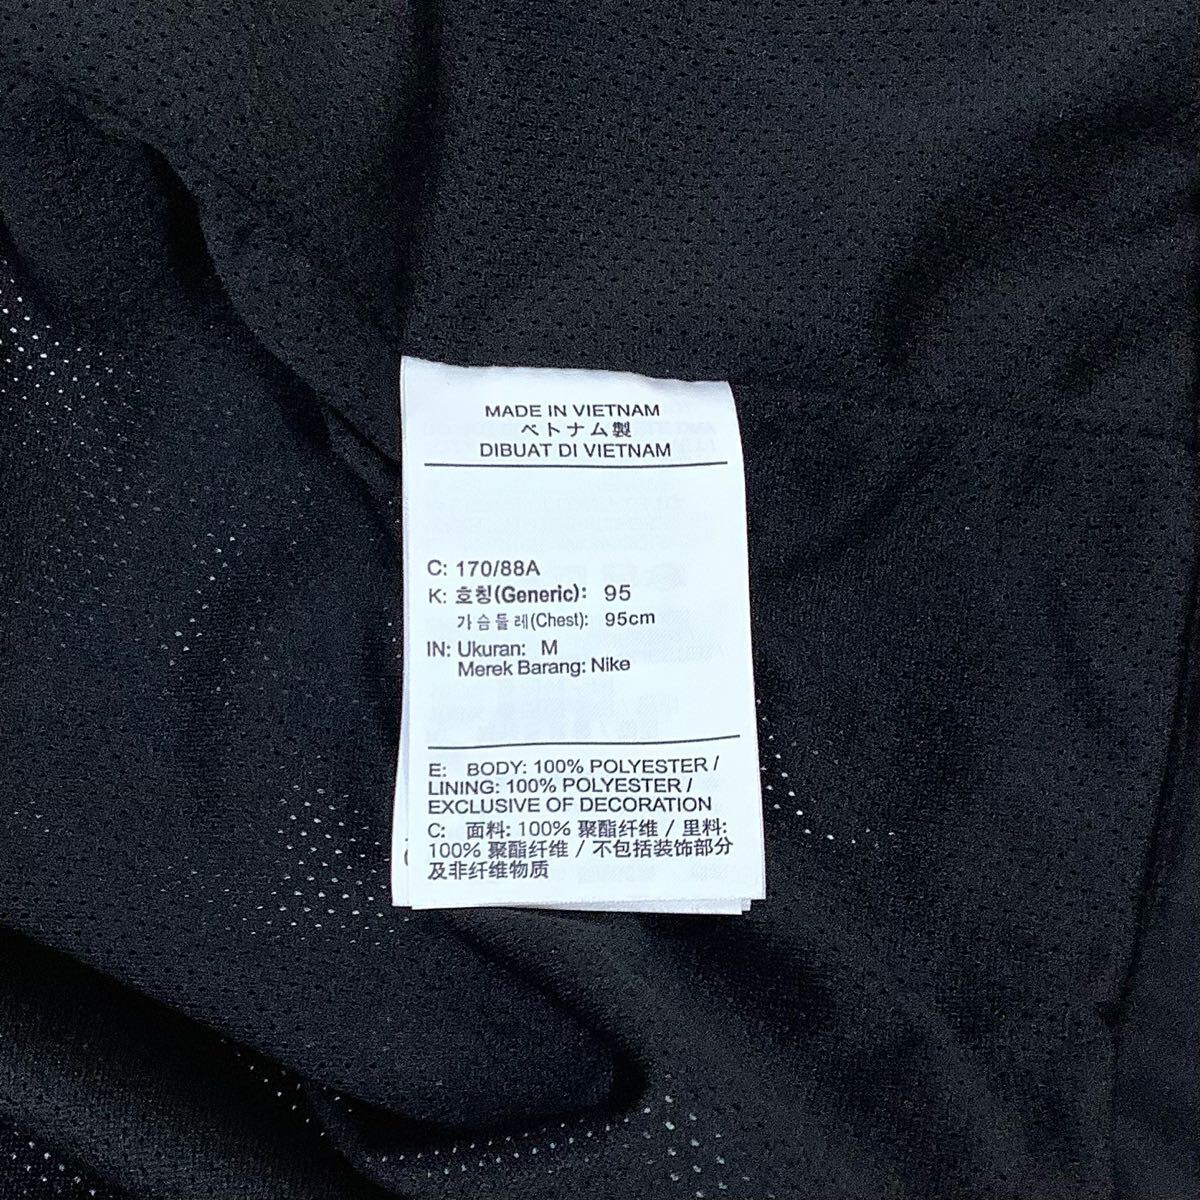 MADE IN VIETNAM
ベトナム製
DIBUAT DI VIETNAM
C: 170/88A
K: 호칭(Generic): 95
가슴둘레(Chest): 95cm
IN: Ukuran: M
Merek Barang: Nike
E: BODY: 100% POLYESTER /
LINING: 100% POLYESTER /
EXCLUSIVE OF DECORATION
C: 面料: 100% 聚酯纤维 / 里料:
100% 聚酯纤维 / 不包括装饰部分
及非纤维物质